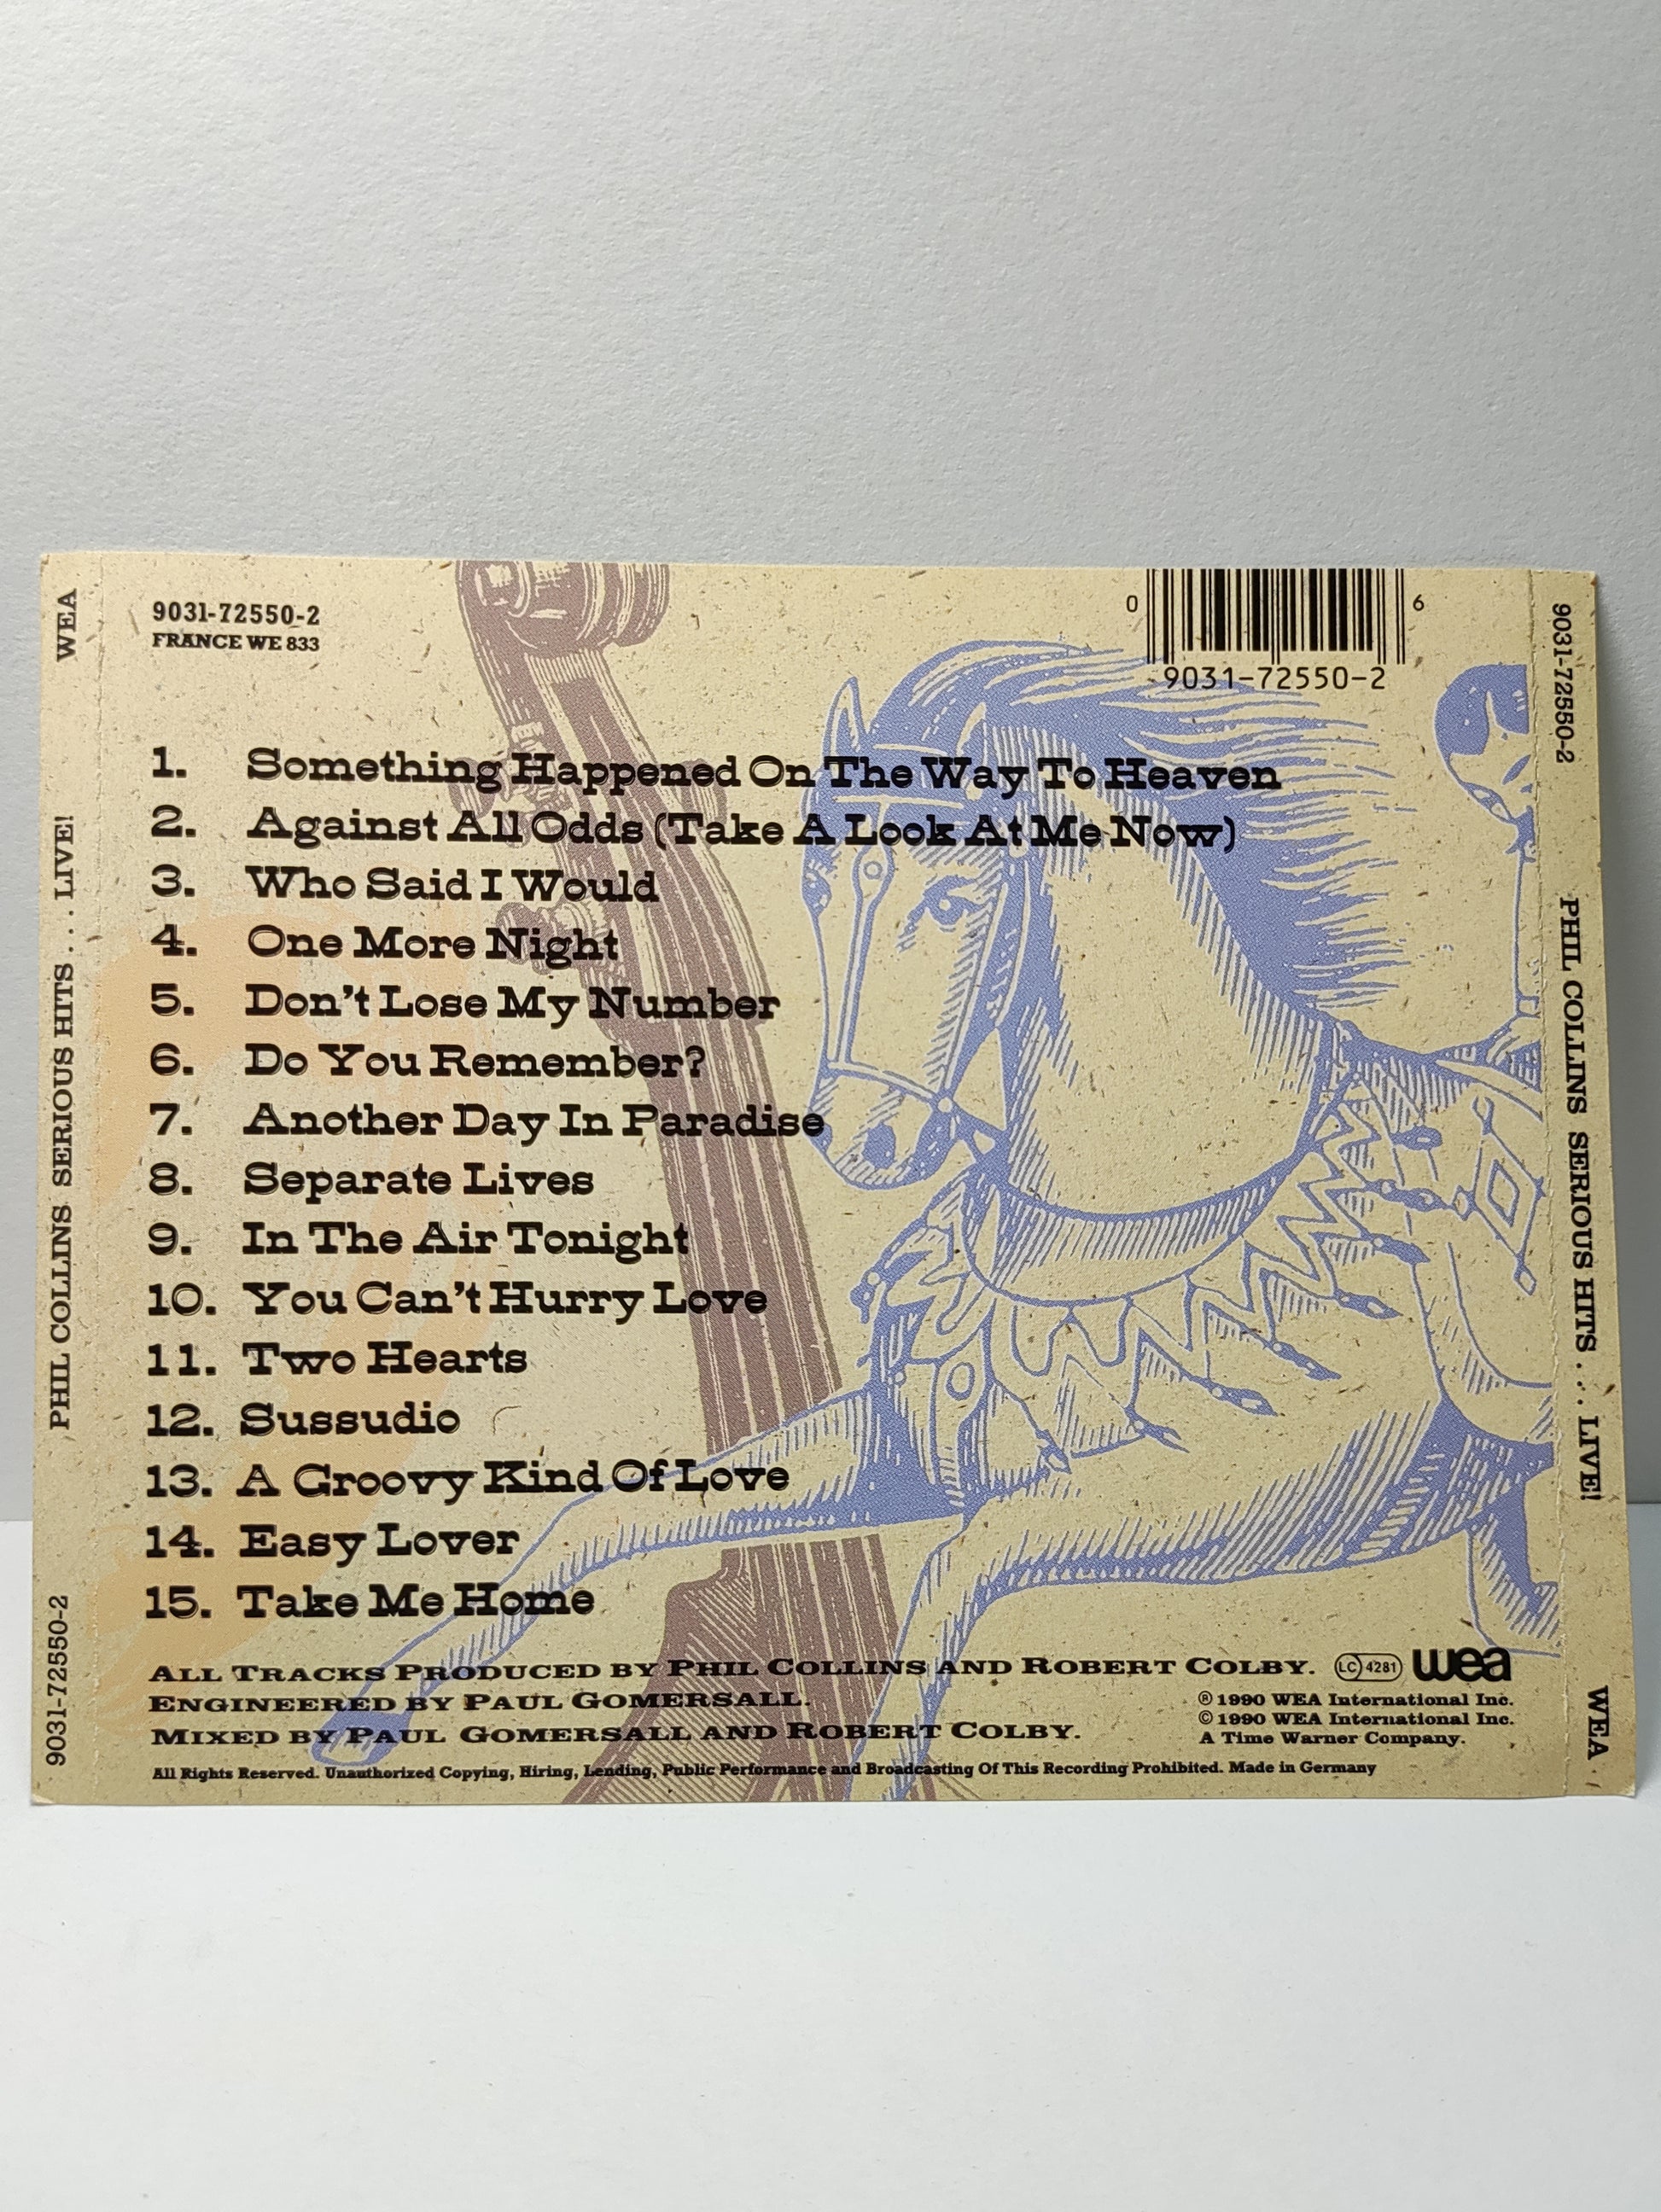 WEA
PHIL COLLINS SERIOUS HITS . . . LIVE!
9031-72550-2
9031-72550-2
FRANCE WE 833
0 6
9031-72550-2
1. Something Happened On The Way To Heaven
2. Against All Odds (Take A Look At Me Now)
3. Who Said I Would
4. One More Night
5. Don't Lose My Number
6. Do You Remember?
7. Another Day In Paradise
8. Separate Lives
9. In The Air Tonight
10. You Can't Hurry Love
11. Two Hearts
12. Sussudio
13. A Groovy Kind Of Love
14. Easy Lover
15. Take Me Home
ALL TRACKS PRODUCED BY PHIL COLLINS AND ROBERT COLBY.
ENGINEERED BY PAUL GOMERSALL.
MIXED BY PAUL GOMERSALL AND ROBERT COLBY.
LC 4281 wea
℗ 1990 WEA International Inc.
© 1990 WEA International Inc.
A Time Warner Company.
All Rights Reserved. Unauthorized Copying, Hiring, Lending, Public Performance and Broadcasting Of This Recording Prohibited. Made in Germany
9031-72550-2
PHIL COLLINS SERIOUS HITS . . . LIVE!
WEA